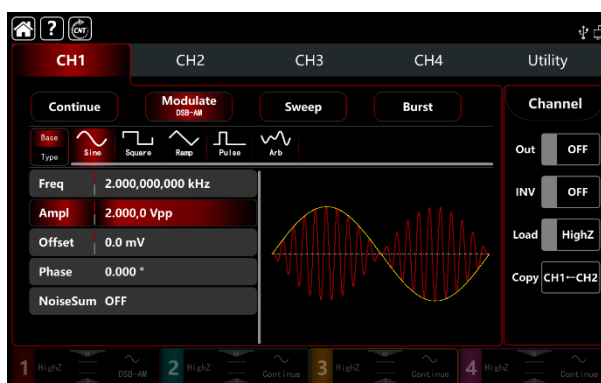 ? CNT
CH1 CH2 CH3 CH4 Utility
Continue Modulate Sweep Burst Channel
DSB-AM
Base
Type Sine Square Ramp Pulse Arb
Out OFF
Freq 2.000,000,000 kHz
INV OFF
Ampl 2.000,0 Vpp
Load HighZ
Offset 0.0 mV
Phase 0.000 °
Copy CH1←CH2
NoiseSum OFF
1 HighZ DSB-AM 2 HighZ Continue 3 HighZ Continue 4 HighZ Continue